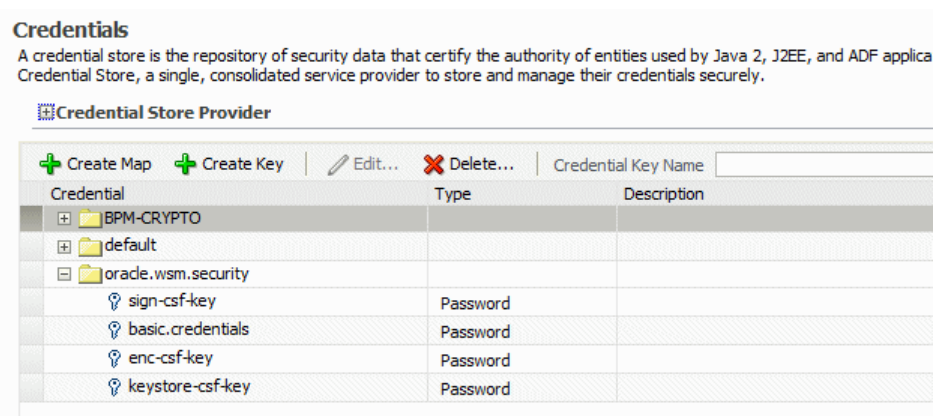 Credentials
A credential store is the repository of security data that certify the authority of entities used by Java 2, J2EE, and ADF applica
Credential Store, a single, consolidated service provider to store and manage their credentials securely.
Credential Store Provider
Create Map Create Key Edit... Delete... Credential Key Name
Credential Type Description
BPM-CRYPTO
default
oracle.wsm.security
sign-csf-key Password
basic.credentials Password
enc-csf-key Password
keystore-csf-key Password